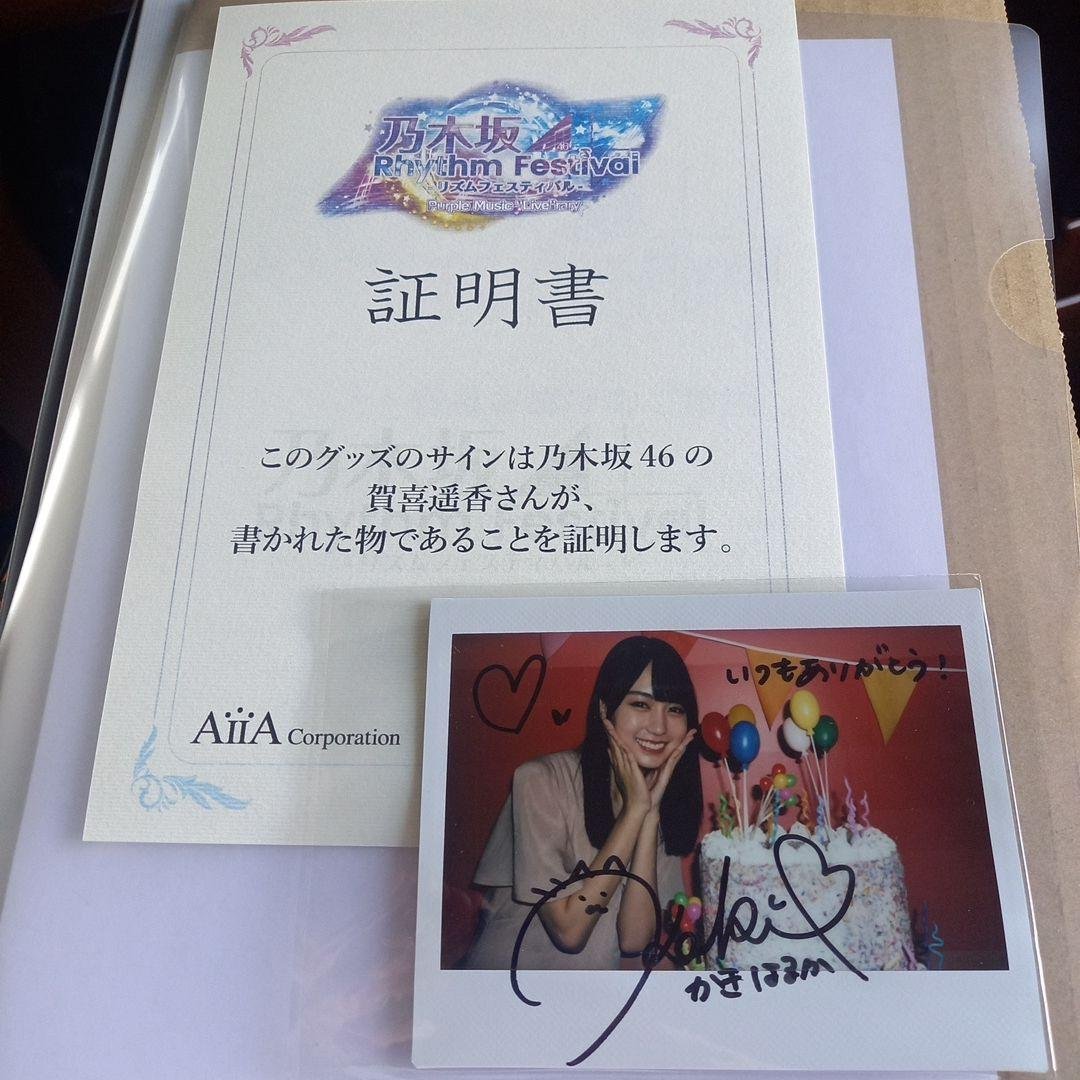 乃木坂46
Rhythm Festival
-リズムフェスティバル-
Purple Music "Live"rary
証明書
このグッズのサインは乃木坂46の
賀喜遥香さんが、
書かれた物であることを証明します。
AiiA Corporation
いつもありがとう!
kaki
かきはるか